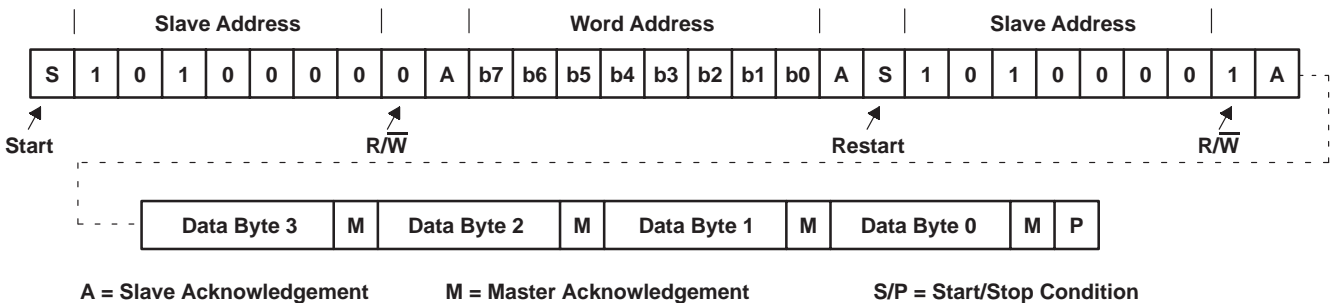 Slave Address Word Address Slave Address
S 1 0 1 0 0 0 0 0 A b7 b6 b5 b4 b3 b2 b1 b0 A S 1 0 1 0 0 0 0 1 A
Start R/W̅ Restart R/W̅
Data Byte 3 M Data Byte 2 M Data Byte 1 M Data Byte 0 M P
A = Slave Acknowledgement M = Master Acknowledgement S/P = Start/Stop Condition